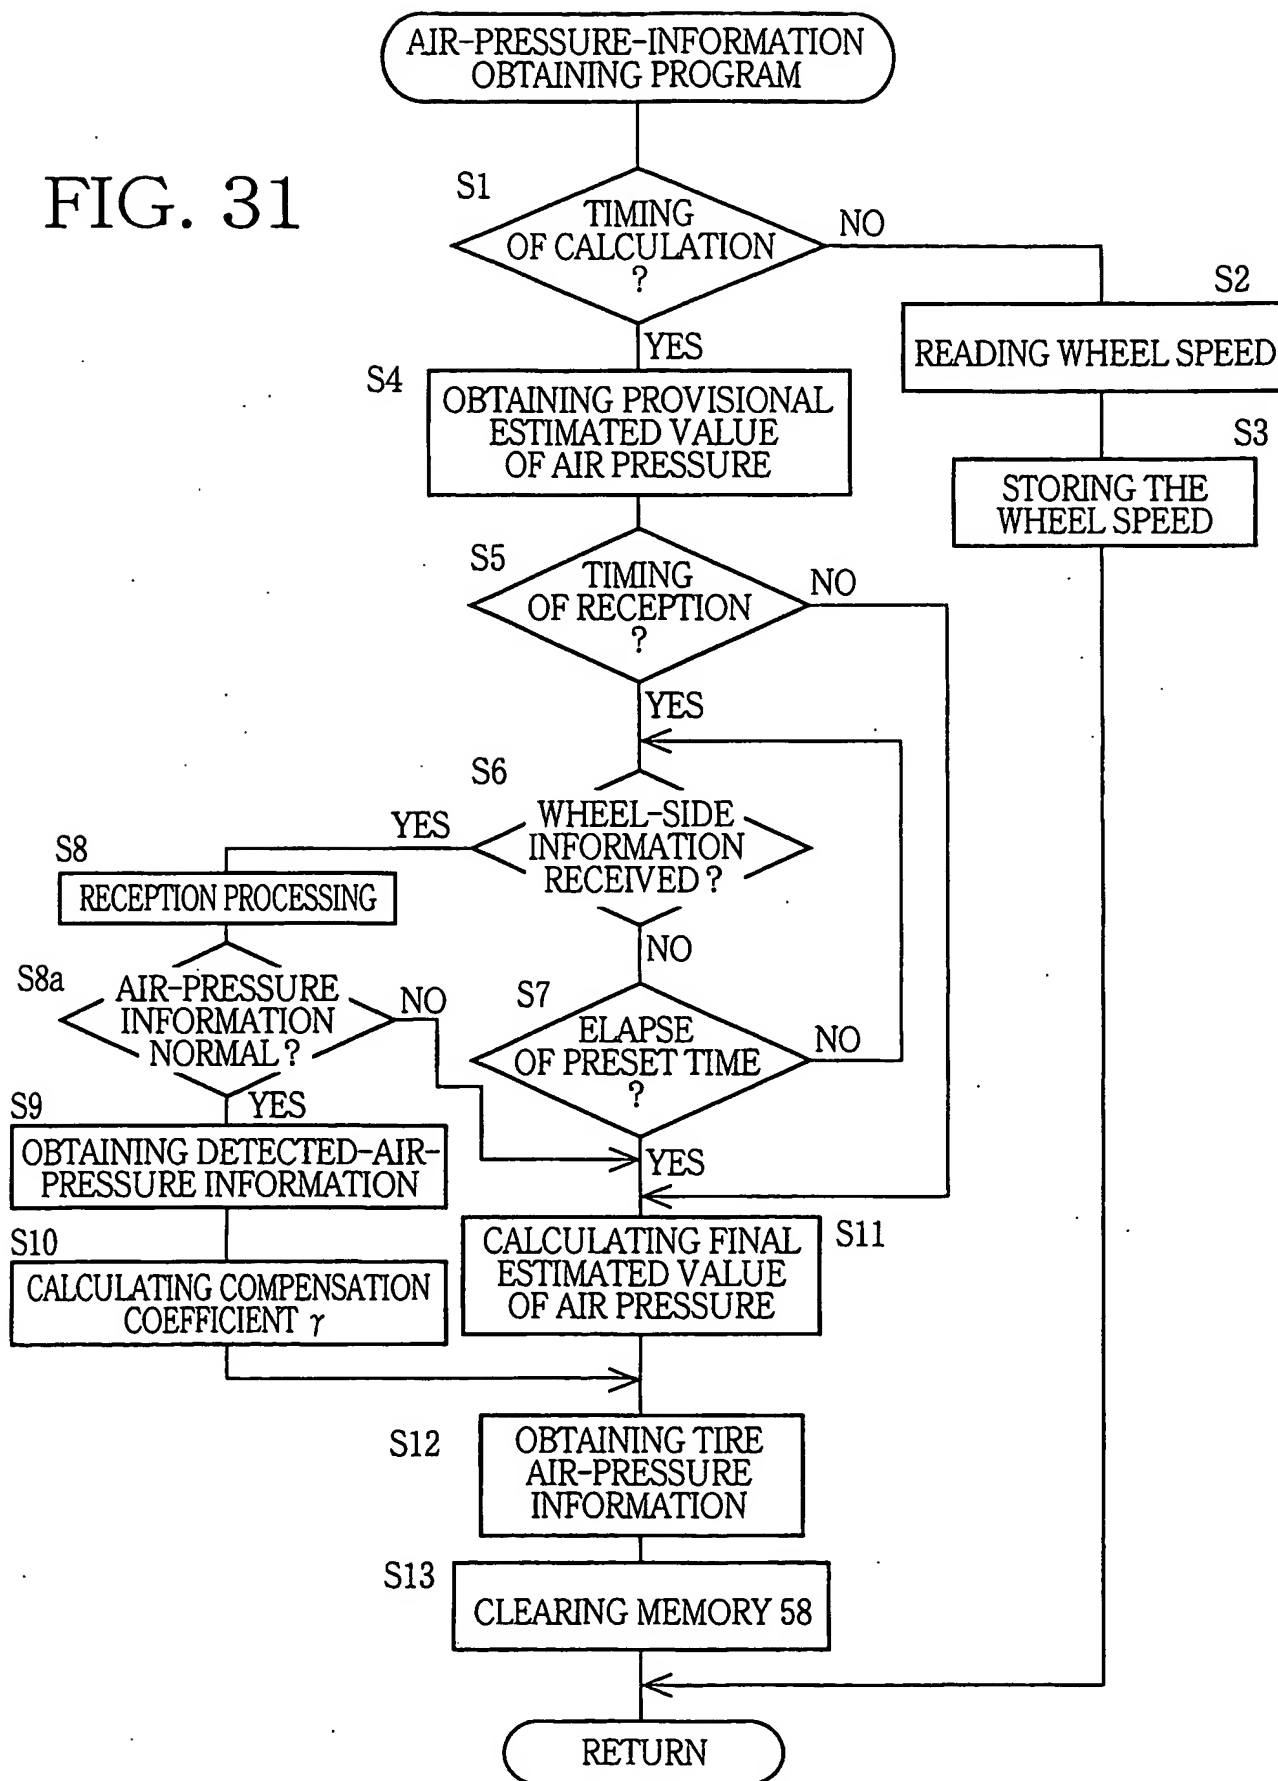 AIR-PRESSURE-INFORMATION
OBTAINING PROGRAM
FIG. 31
S1
TIMING
OF CALCULATION
?
NO
YES
S2
READING WHEEL SPEED
S3
STORING THE
WHEEL SPEED
S4
OBTAINING PROVISIONAL
ESTIMATED VALUE
OF AIR PRESSURE
S5
TIMING
OF RECEPTION
?
NO
YES
S6
WHEEL-SIDE
INFORMATION
RECEIVED?
YES
NO
S8
RECEPTION PROCESSING
S8a
AIR-PRESSURE
INFORMATION
NORMAL?
NO
YES
S7
ELAPSE
OF PRESET TIME
?
NO
YES
S9
OBTAINING DETECTED-AIR-
PRESSURE INFORMATION
S10
CALCULATING COMPENSATION
COEFFICIENT γ
S11
CALCULATING FINAL
ESTIMATED VALUE
OF AIR PRESSURE
S12
OBTAINING TIRE
AIR-PRESSURE
INFORMATION
S13
CLEARING MEMORY 58
RETURN